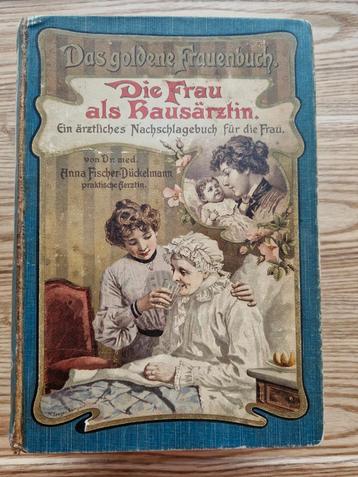 Das goldene Frauenbuch.
Die Frau
als Hausärztin.
Ein ärztliches Nachschlagebuch für die Frau.
von Dr. med.
Anna Fischer-Dückelmann
praktische Aerztin.